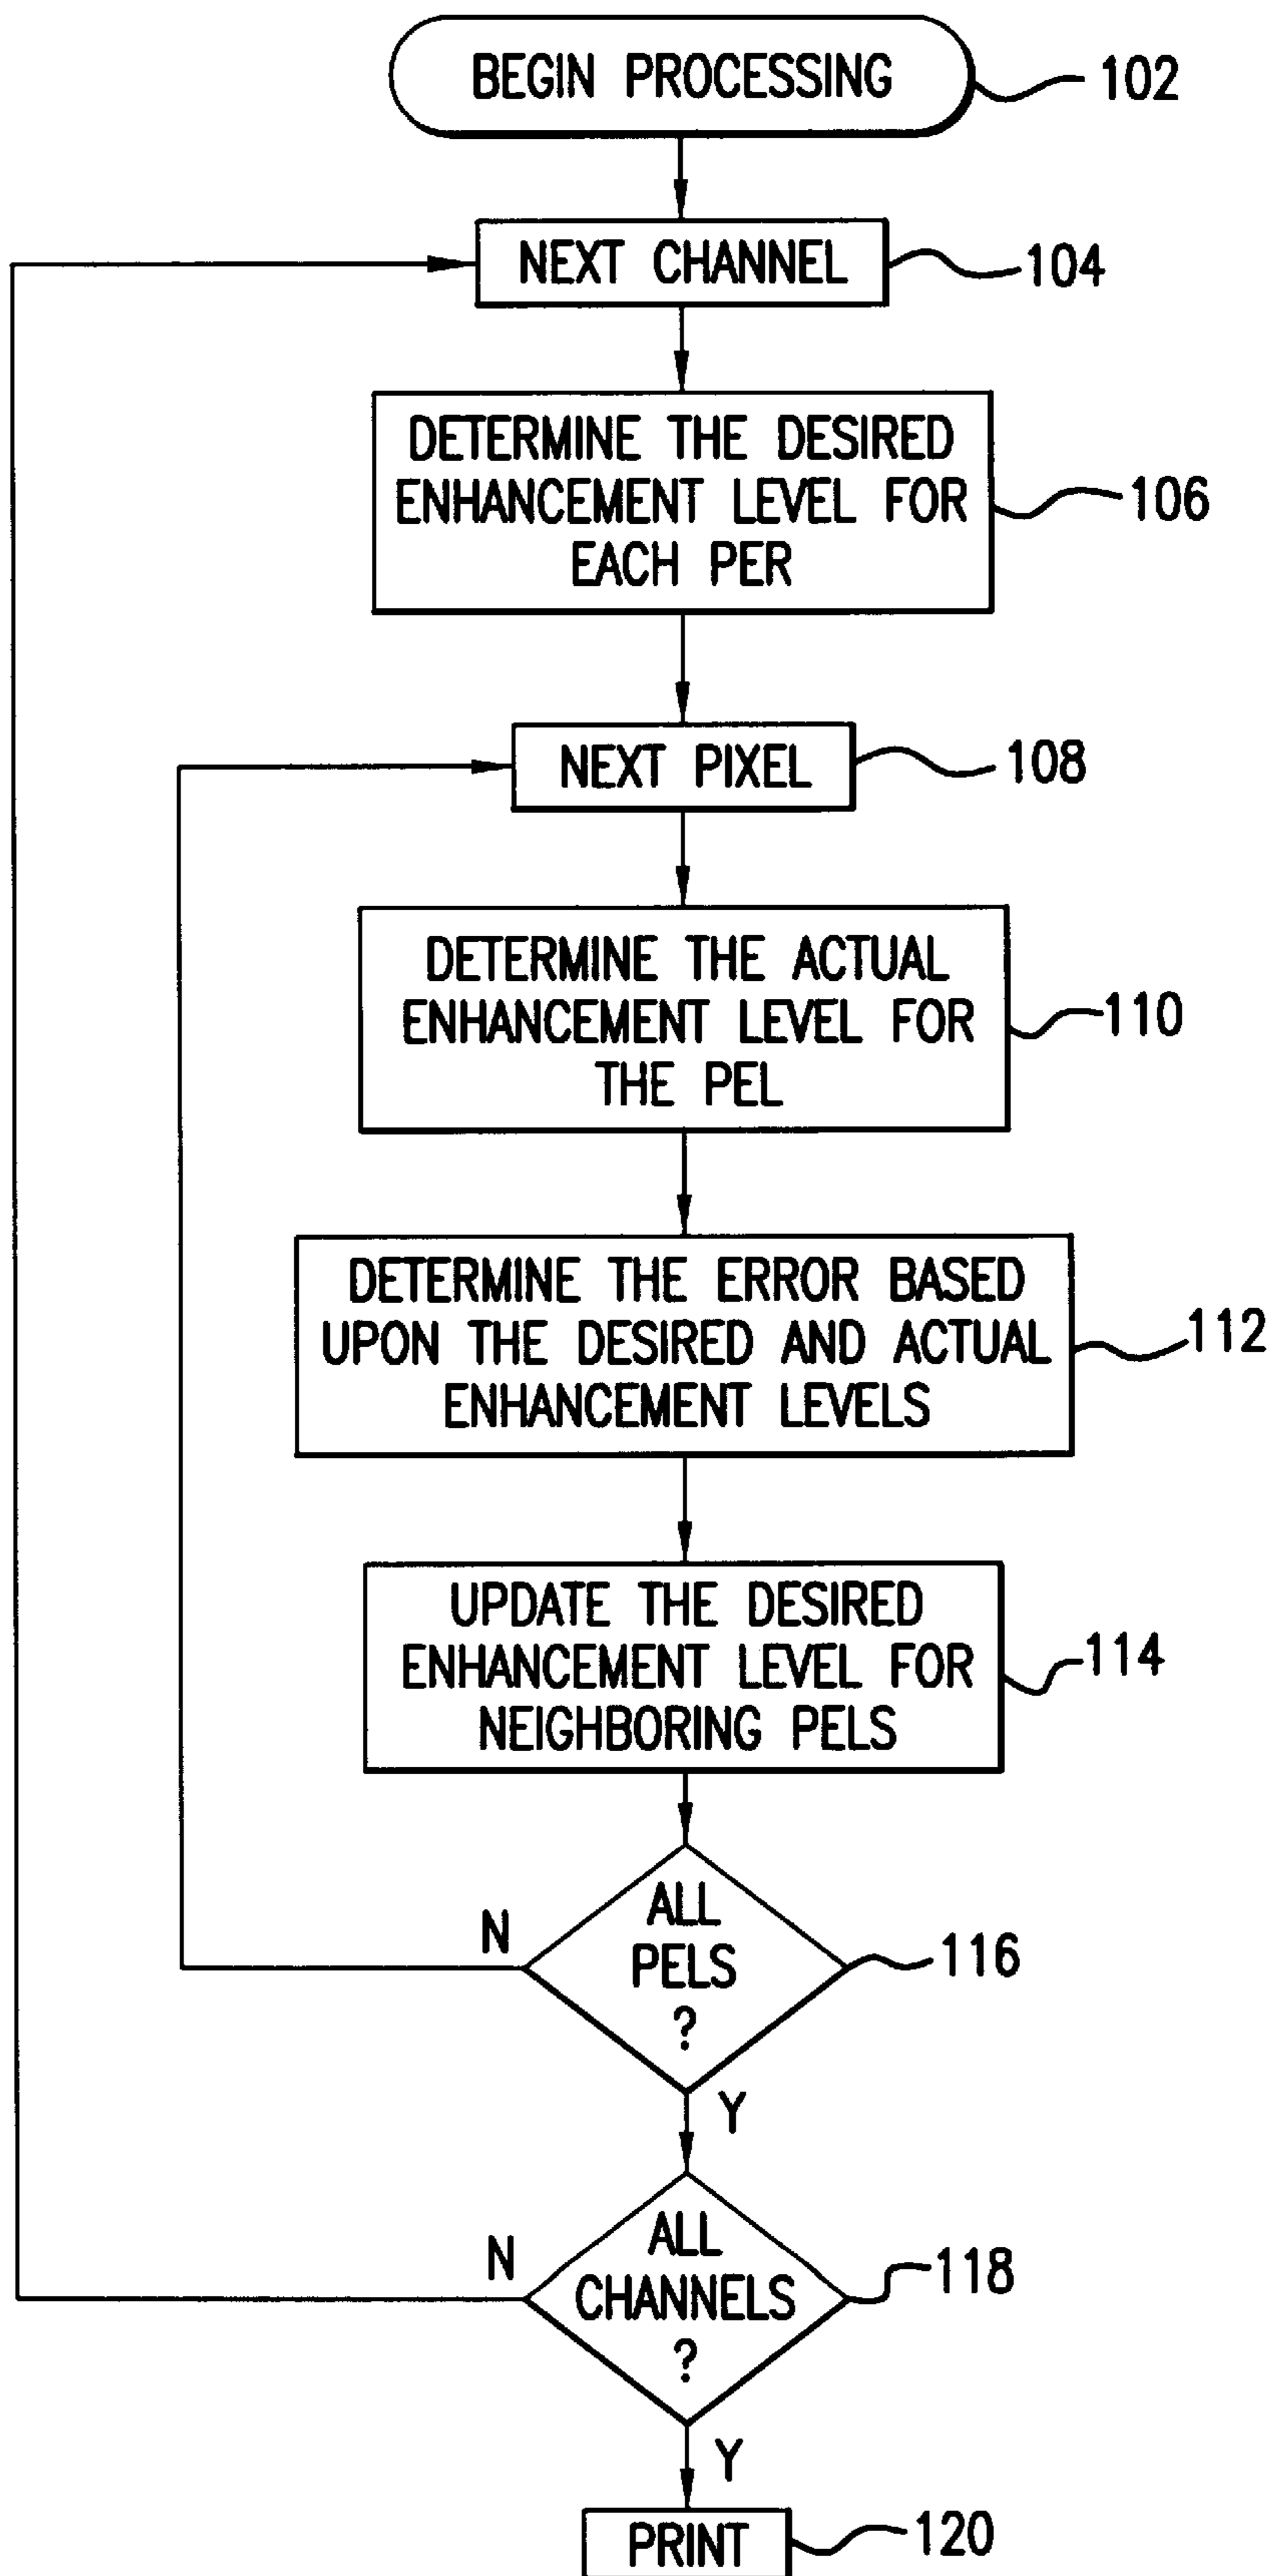 BEGIN PROCESSING
102
NEXT CHANNEL
104
DETERMINE THE DESIRED
ENHANCEMENT LEVEL FOR
EACH PER
106
NEXT PIXEL
108
DETERMINE THE ACTUAL
ENHANCEMENT LEVEL FOR
THE PEL
110
DETERMINE THE ERROR BASED
UPON THE DESIRED AND ACTUAL
ENHANCEMENT LEVELS
112
UPDATE THE DESIRED
ENHANCEMENT LEVEL FOR
NEIGHBORING PELS
114
ALL
PELS
?
N
116
Y
ALL
CHANNELS
?
N
118
Y
PRINT
120